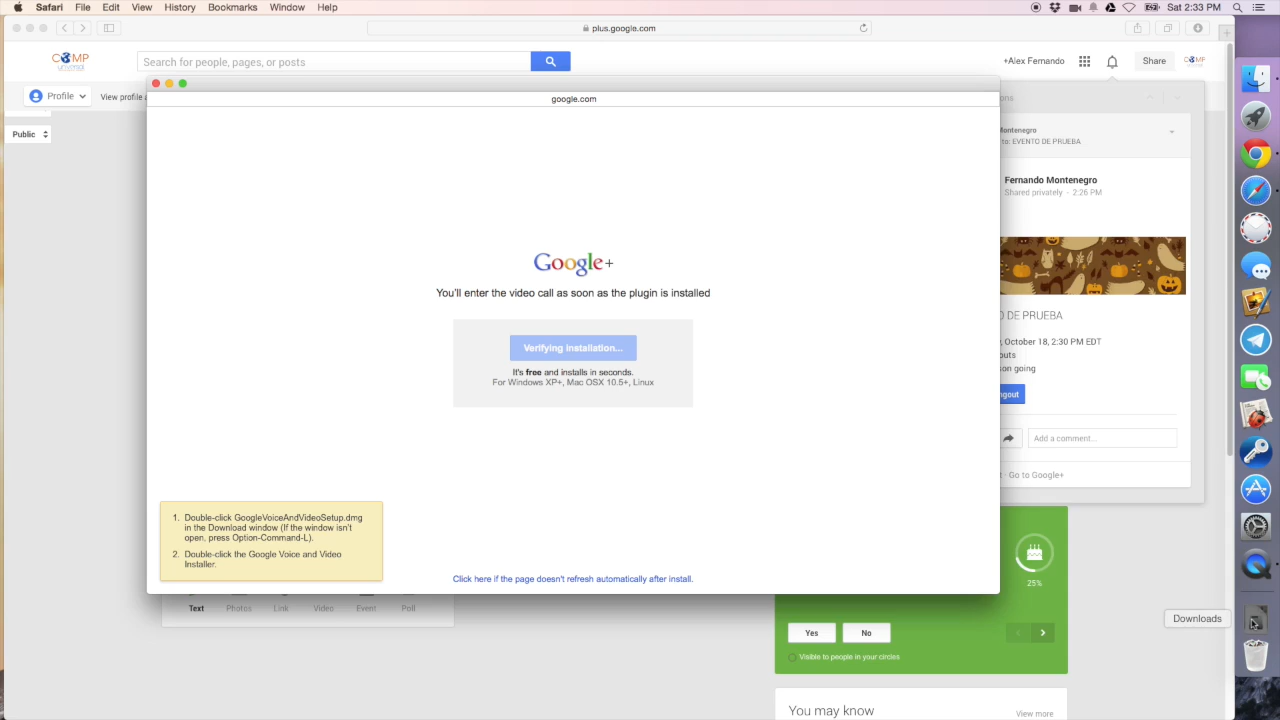 Safari File Edit View History Bookmarks Window Help
Sat 2:33 PM
plus.google.com
COMP
universal
Search for people, pages, or posts
+Alex Fernando
Share
Profile
View profile a
google.com
ons
Public
Montenegro
to: EVENTO DE PRUEBA
Fernando Montenegro
Shared privately - 2:26 PM
Google+
You'll enter the video call as soon as the plugin is installed
Verifying installation...
It's free and installs in seconds.
For Windows XP+, Mac OSX 10.5+, Linux
O DE PRUEBA
, October 18, 2:30 PM EDT
outs
son going
ngout
Add a comment...
t · Go to Google+
1. Double-click GoogleVoiceAndVideoSetup.dmg
in the Download window (If the window isn't
open, press Option-Command-L).
2. Double-click the Google Voice and Video
Installer.
Click here if the page doesn't refresh automatically after install.
25%
Text Photos Link Video Event Poll
Downloads
Yes No
Visible to people in your circles
You may know
View more